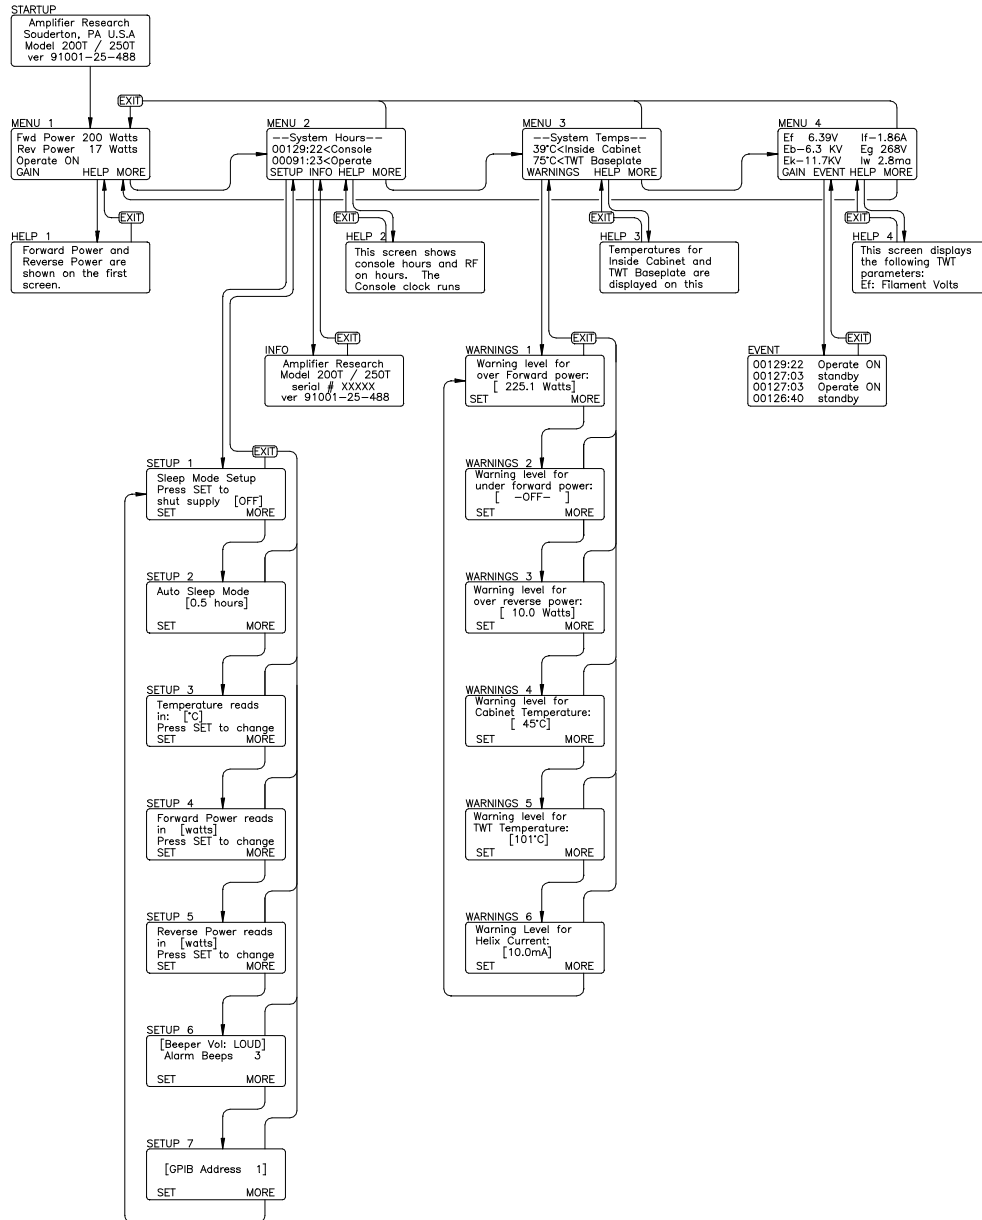 STARTUP
Amplifier Research
Souderton, PA U.S.A
Model 200T / 250T
ver 91001-25-488
EXIT
MENU 1
Fwd Power 200 Watts
Rev Power 17 Watts
Operate ON
GAIN HELP MORE
MENU 2
--System Hours--
00129:22<Console
00091:23<Operate
SETUP INFO HELP MORE
MENU 3
--System Temps--
39°C<Inside Cabinet
75°C<TWT Baseplate
WARNINGS HELP MORE
MENU 4
Ef 6.39V If-1.86A
Eb-6.3 KV Eg 268V
Ek-11.7KV Iw 2.8ma
GAIN EVENT HELP MORE
EXIT
EXIT
EXIT
EXIT
HELP 1
Forward Power and
Reverse Power are
shown on the first
screen.
HELP 2
This screen shows
console hours and RF
on hours. The
Console clock runs
HELP 3
Temperatures for
Inside Cabinet and
TWT Baseplate are
displayed on this
HELP 4
This screen displays
the following TWT
parameters:
Ef: Filament Volts
EXIT
EXIT
EXIT
INFO
Amplifier Research
Model 200T / 250T
serial # XXXXX
ver 91001-25-488
WARNINGS 1
Warning level for
over Forward power:
[ 225.1 Watts]
SET MORE
EVENT
00129:22 Operate ON
00127:03 standby
00127:03 Operate ON
00126:40 standby
EXIT
SETUP 1
Sleep Mode Setup
Press SET to
shut supply [OFF]
SET MORE
WARNINGS 2
Warning level for
under forward power:
[ -OFF- ]
SET MORE
SETUP 2
Auto Sleep Mode
[0.5 hours]
SET MORE
WARNINGS 3
Warning level for
over reverse power:
[ 10.0 Watts]
SET MORE
SETUP 3
Temperature reads
in: [°C]
Press SET to change
SET MORE
WARNINGS 4
Warning level for
Cabinet Temperature:
[ 45°C]
SET MORE
SETUP 4
Forward Power reads
in [watts]
Press SET to change
SET MORE
WARNINGS 5
Warning level for
TWT Temperature:
[101°C]
SET MORE
SETUP 5
Reverse Power reads
in [watts]
Press SET to change
SET MORE
WARNINGS 6
Warning Level for
Helix Current:
[10.0mA]
SET MORE
SETUP 6
[Beeper Vol: LOUD]
Alarm Beeps 3
SET MORE
SETUP 7
[GPIB Address 1]
SET MORE